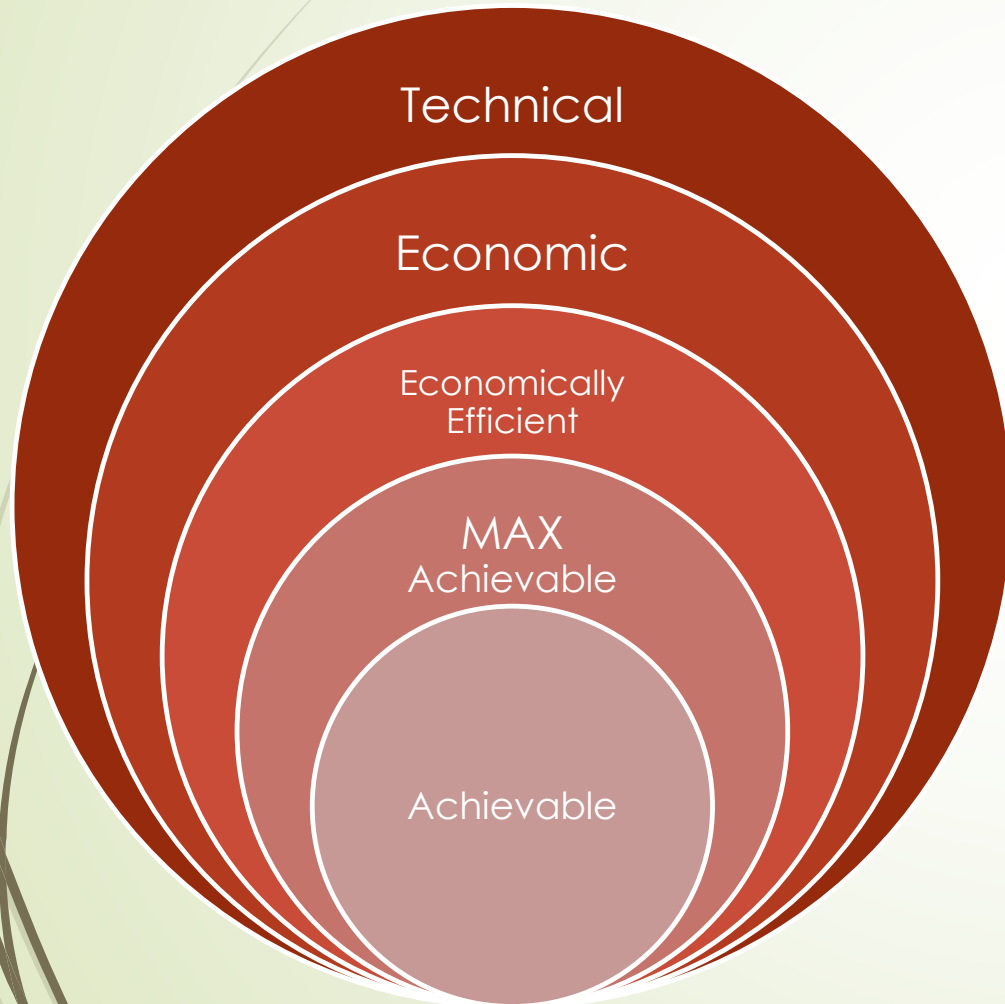 Technical
Economic
Economically
Efficient
MAX
Achievable
Achievable